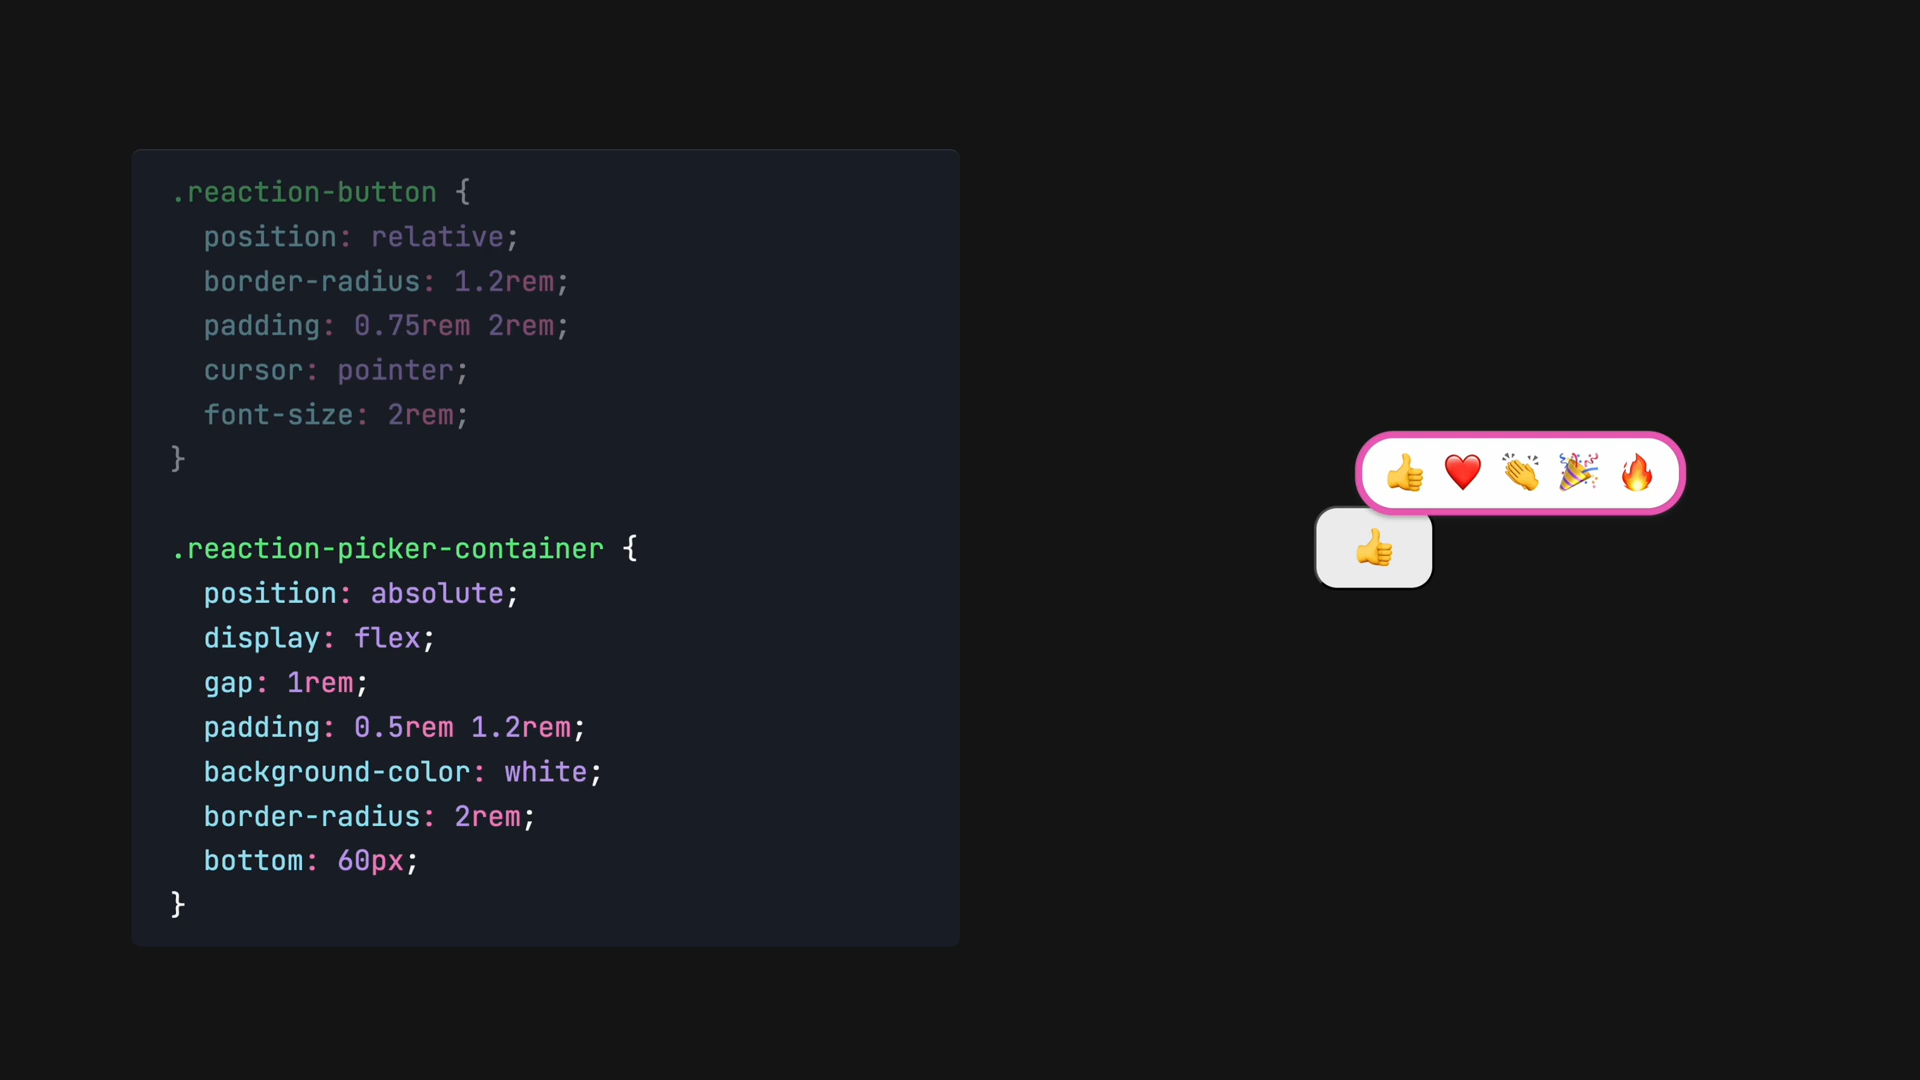 .reaction-button {
  position: relative;
  border-radius: 1.2rem;
  padding: 0.75rem 2rem;
  cursor: pointer;
  font-size: 2rem;
}

.reaction-picker-container {
  position: absolute;
  display: flex;
  gap: 1rem;
  padding: 0.5rem 1.2rem;
  background-color: white;
  border-radius: 2rem;
  bottom: 60px;
}